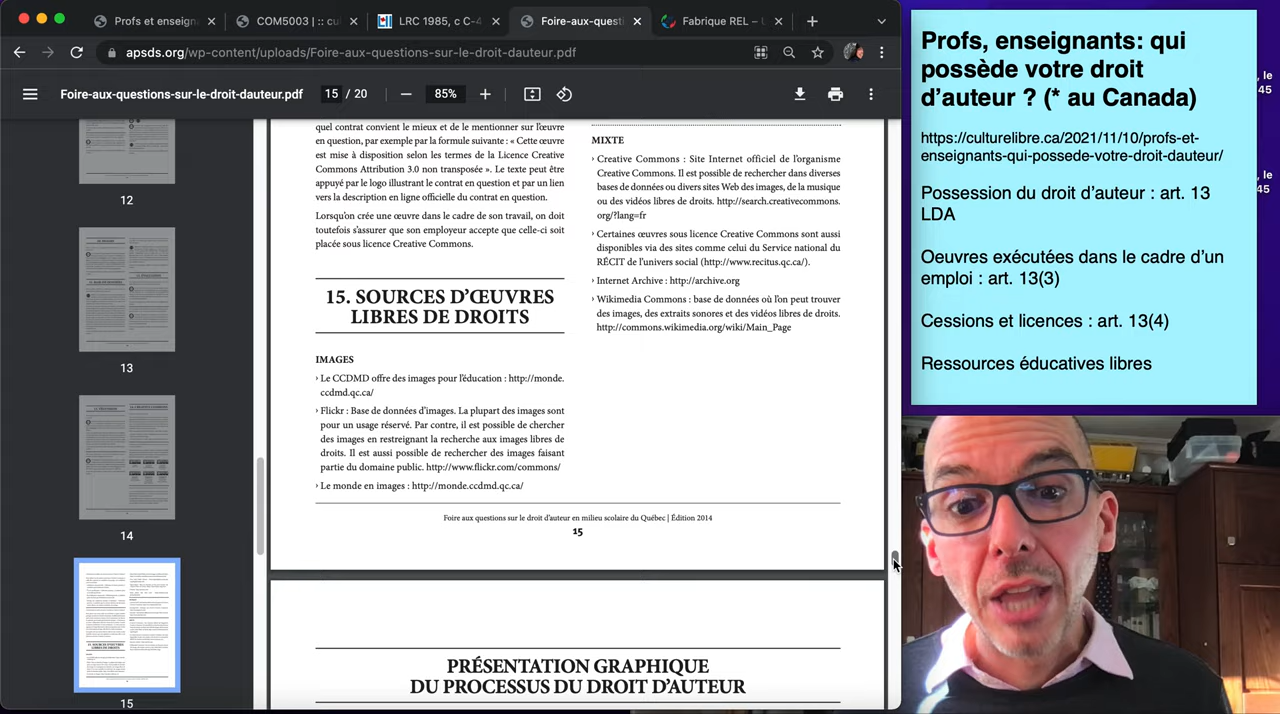 Profs et enseign
COM5003 | :: cul
LRC 1985, c C-4
Foire-aux-questi
Fabrique REL – U
apsds.org/wp-content/uploads/Foire-aux-questions-sur-le-droit-dauteur.pdf
Foire-aux-questions-sur-le-droit-dauteur.pdf
15 / 20
85%
12
13
14
15
quel contrat convient le mieux et de le mentionner sur l’œuvre
en question, par exemple par la formule suivante : « Cette œuvre
est mise à disposition selon les termes de la Licence Creative
Commons Attribution 3.0 non transposée ». Le texte peut être
appuyé par le logo illustrant le contrat en question et par un lien
vers la description en ligne officielle du contrat en question.
Lorsqu’on crée une œuvre dans le cadre de son travail, on doit
toutefois s’assurer que son employeur accepte que celle-ci soit
placée sous licence Creative Commons.
15. SOURCES D’ŒUVRES
LIBRES DE DROITS
IMAGES
› Le CCDMD offre des images pour l’éducation : http://monde.
ccdmd.qc.ca/
› Flickr : Base de données d’images. La plupart des images sont
pour un usage réservé. Par contre, il est possible de chercher
des images en restreignant la recherche aux images libres de
droits. Il est aussi possible de rechercher des images faisant
partie du domaine public. http://www.flickr.com/commons/
› Le monde en images : http://monde.ccdmd.qc.ca/
MIXTE
› Creative Commons : Site Internet officiel de l’organisme
Creative Commons. Il est possible de rechercher dans diverses
bases de données ou divers sites Web des images, de la musique
ou des vidéos libres de droits. http://search.creativecommons.
org/?lang=fr
› Certaines œuvres sous licence Creative Commons sont aussi
disponibles via des sites comme celui du Service national du
RÉCIT de l’univers social (http://www.recitus.qc.ca/).
› Internet Archive : http://archive.org
› Wikimedia Commons : base de données où l’on peut trouver
des images, des extraits sonores et des vidéos libres de droits.
http://commons.wikimedia.org/wiki/Main_Page
Foire aux questions sur le droit d’auteur en milieu scolaire du Québec | Édition 2014
15
PRÉSENTATION GRAPHIQUE
DU PROCESSUS DU DROIT D’AUTEUR
Profs, enseignants: qui
possède votre droit
d’auteur ? (* au Canada)
https://culturelibre.ca/2021/11/10/profs-et-
enseignants-qui-possede-votre-droit-dauteur/
Possession du droit d’auteur : art. 13
LDA
Oeuvres exécutées dans le cadre d’un
emploi : art. 13(3)
Cessions et licences : art. 13(4)
Ressources éducatives libres
, le
45
, le
45